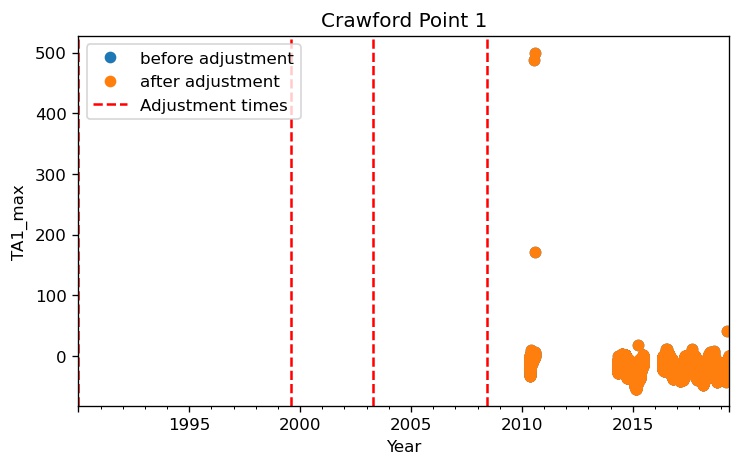 Crawford Point 1
before adjustment
after adjustment
Adjustment times
TA1_max
500
400
300
200
100
0
1995
2000
2005
2010
2015
Year